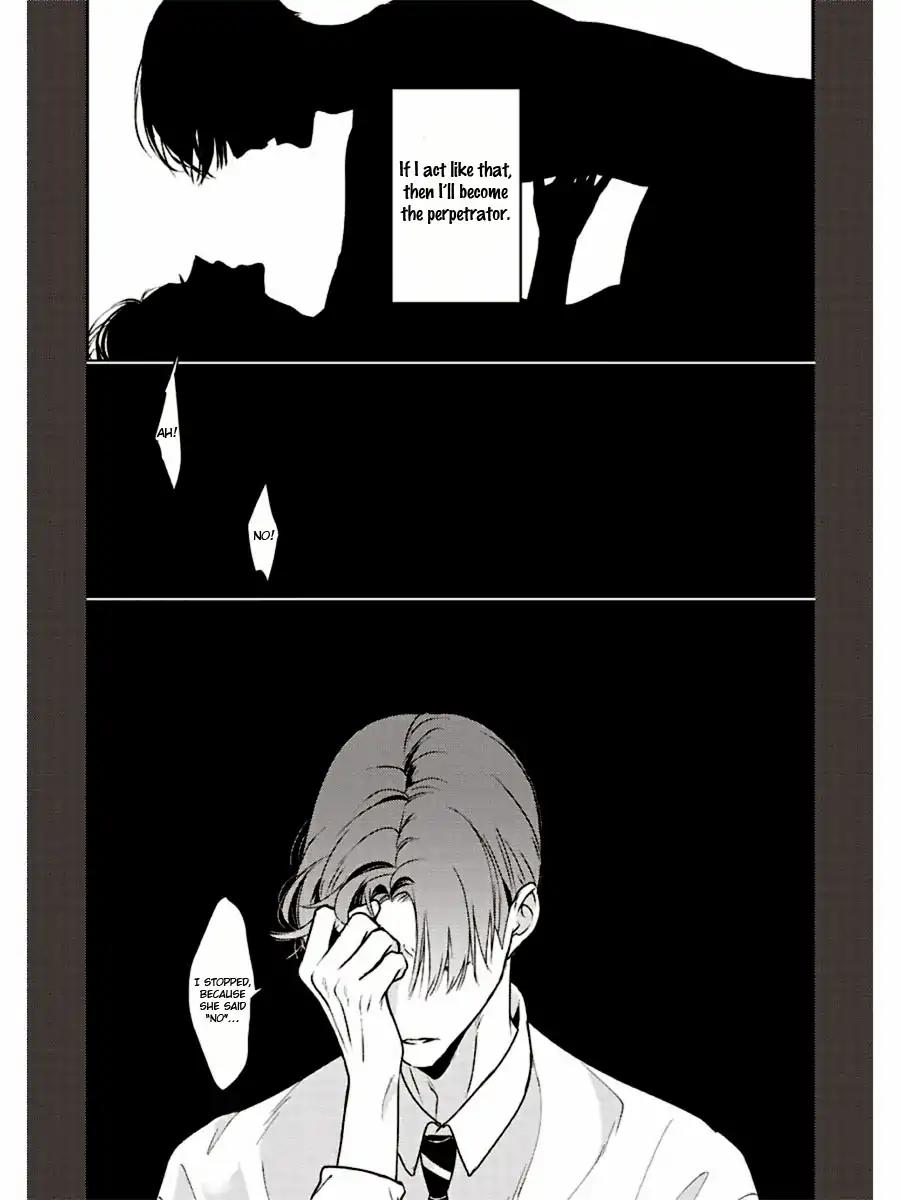 If I act like that,
then I'll become
the perpetrator.
AH!
NO!
I STOPPED,
BECAUSE
SHE SAID
"NO"...